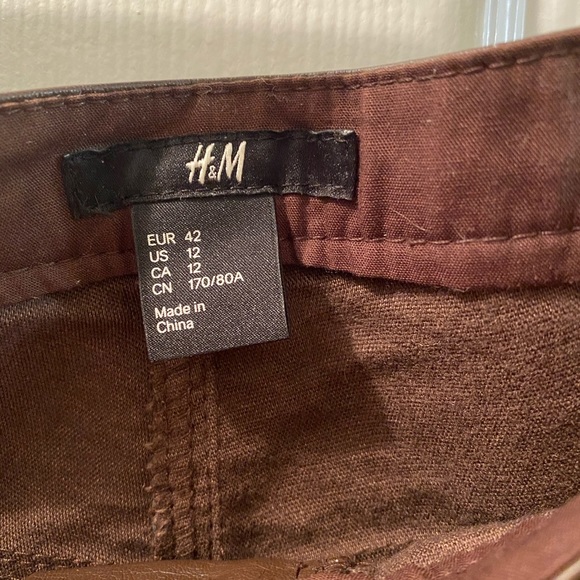 H&M
EUR 42
US 12
CA 12
CN 170/80A
Made in
China